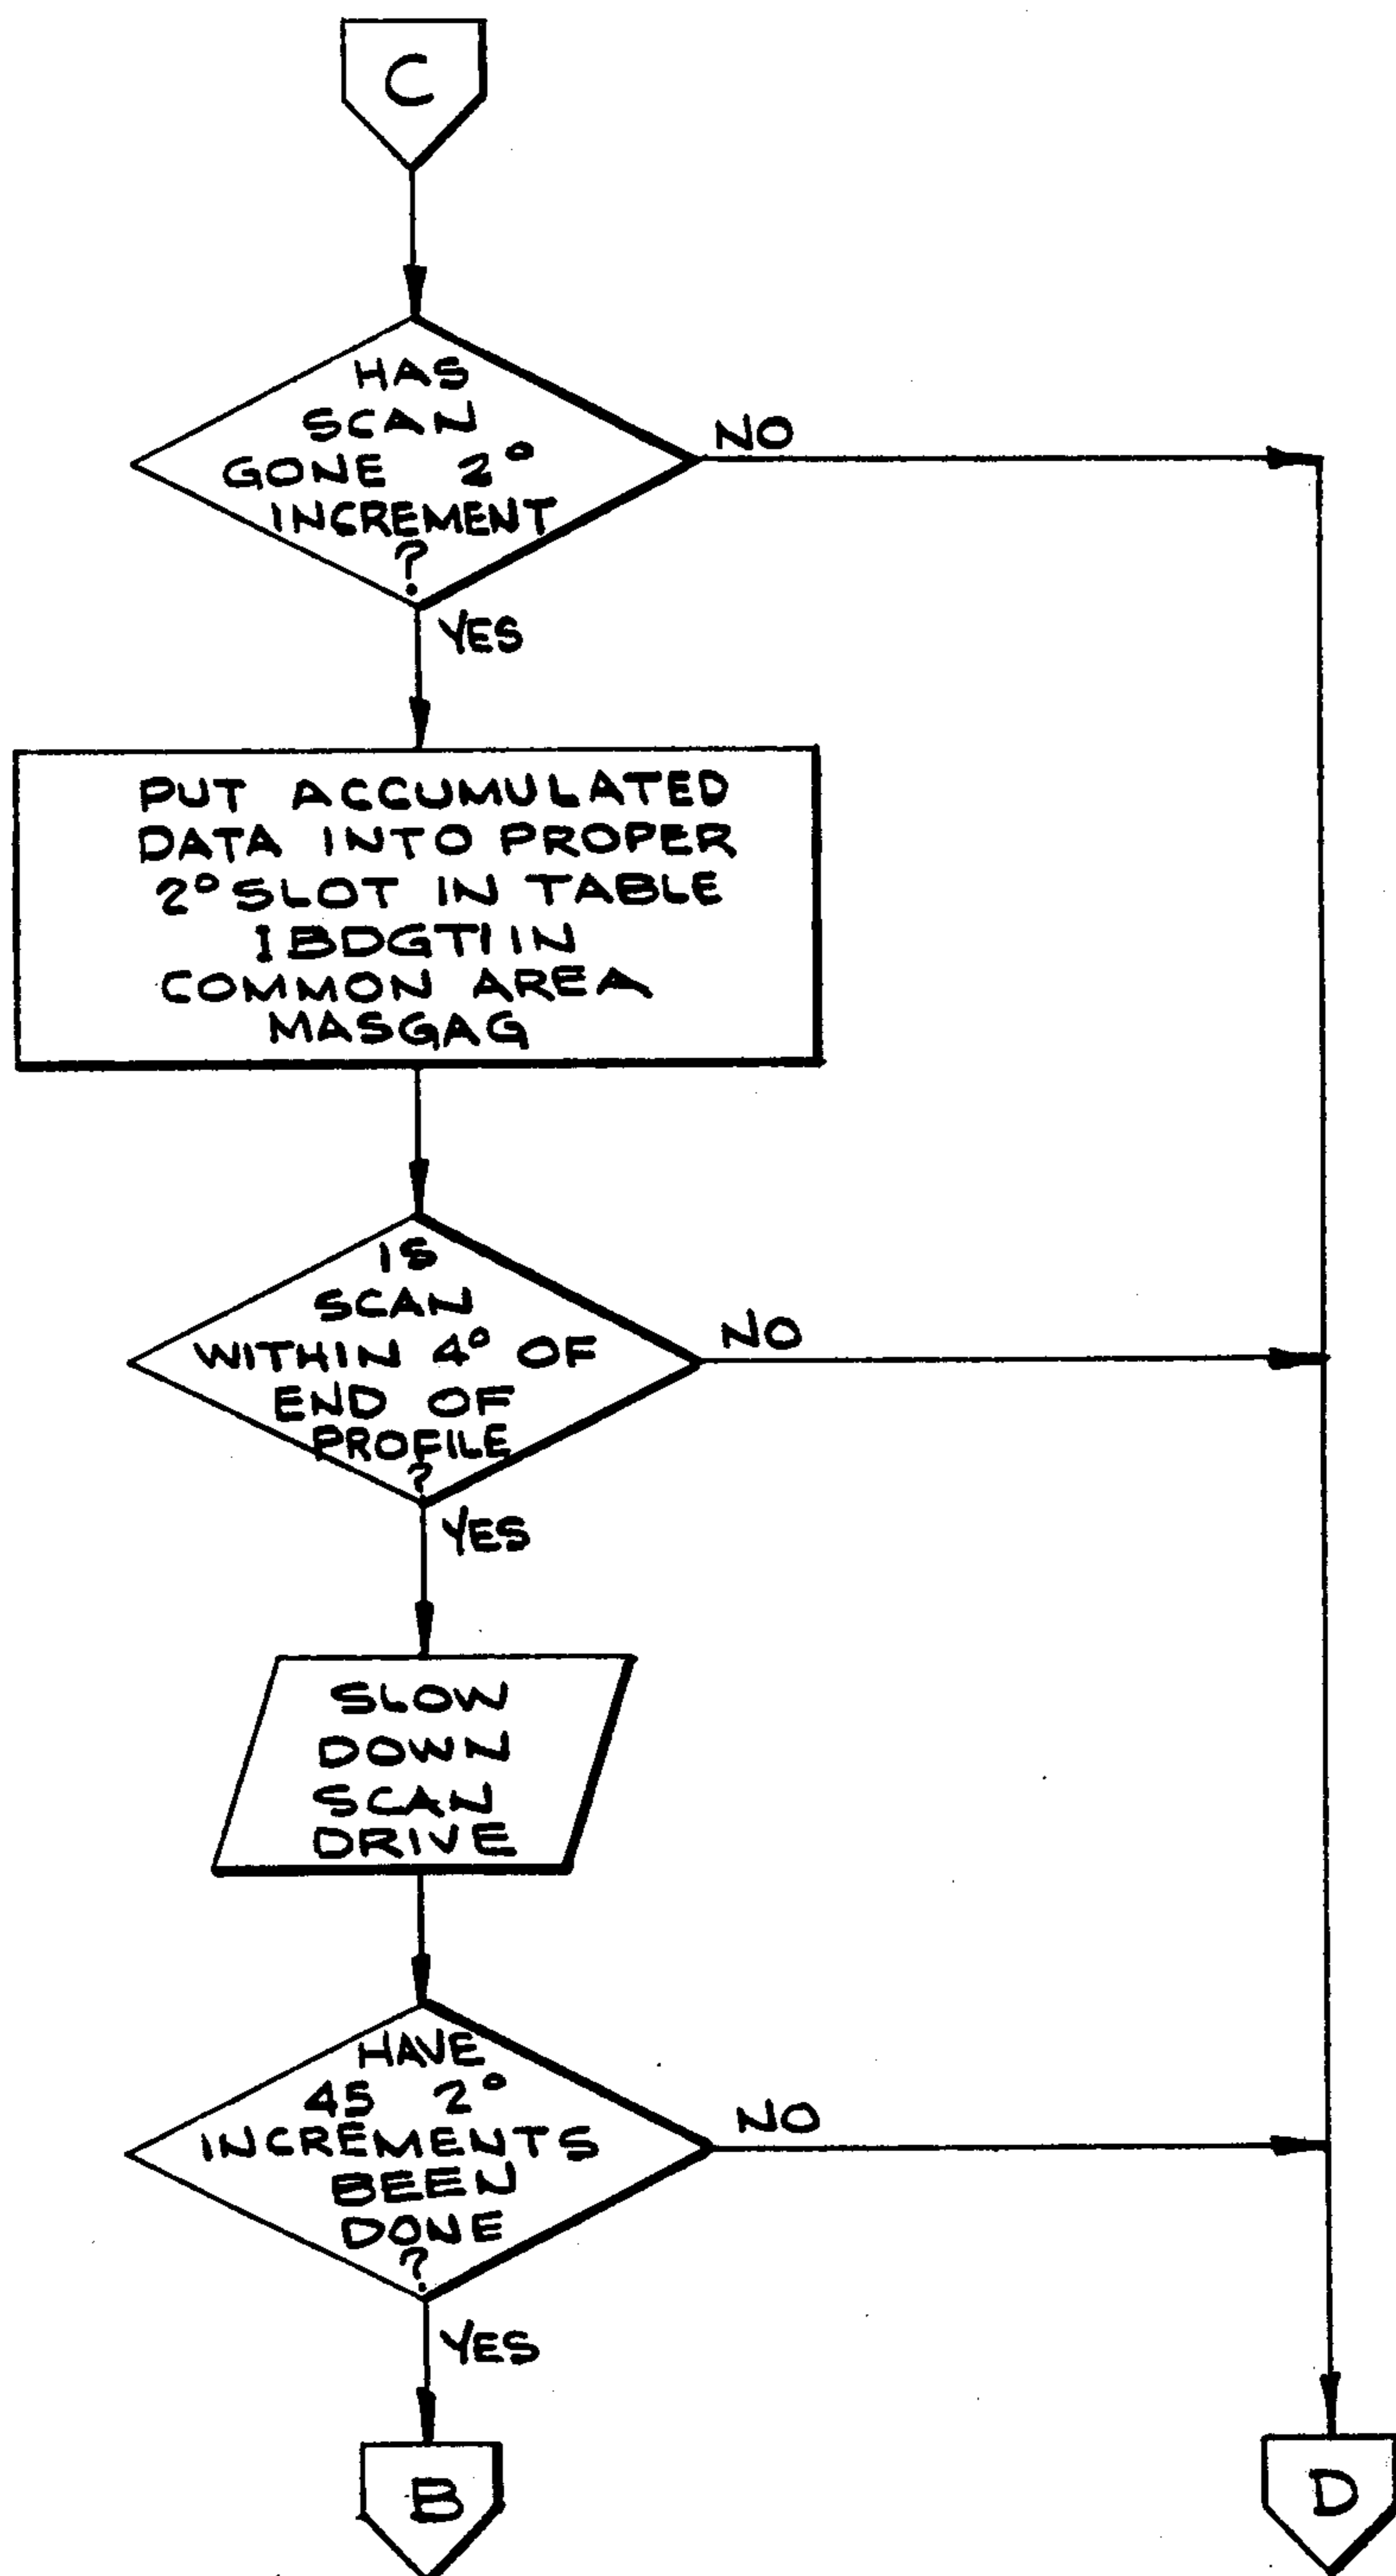 C
HAS
SCAN
GONE 2°
INCREMENT
?
NO
YES
PUT ACCUMULATED
DATA INTO PROPER
2° SLOT IN TABLE
IBDGT1 IN
COMMON AREA
MASGAG
IS
SCAN
WITHIN 4° OF
END OF
PROFILE
?
NO
YES
SLOW
DOWN
SCAN
DRIVE
HAVE
45 2°
INCREMENTS
BEEN
DONE
?
NO
YES
B
D